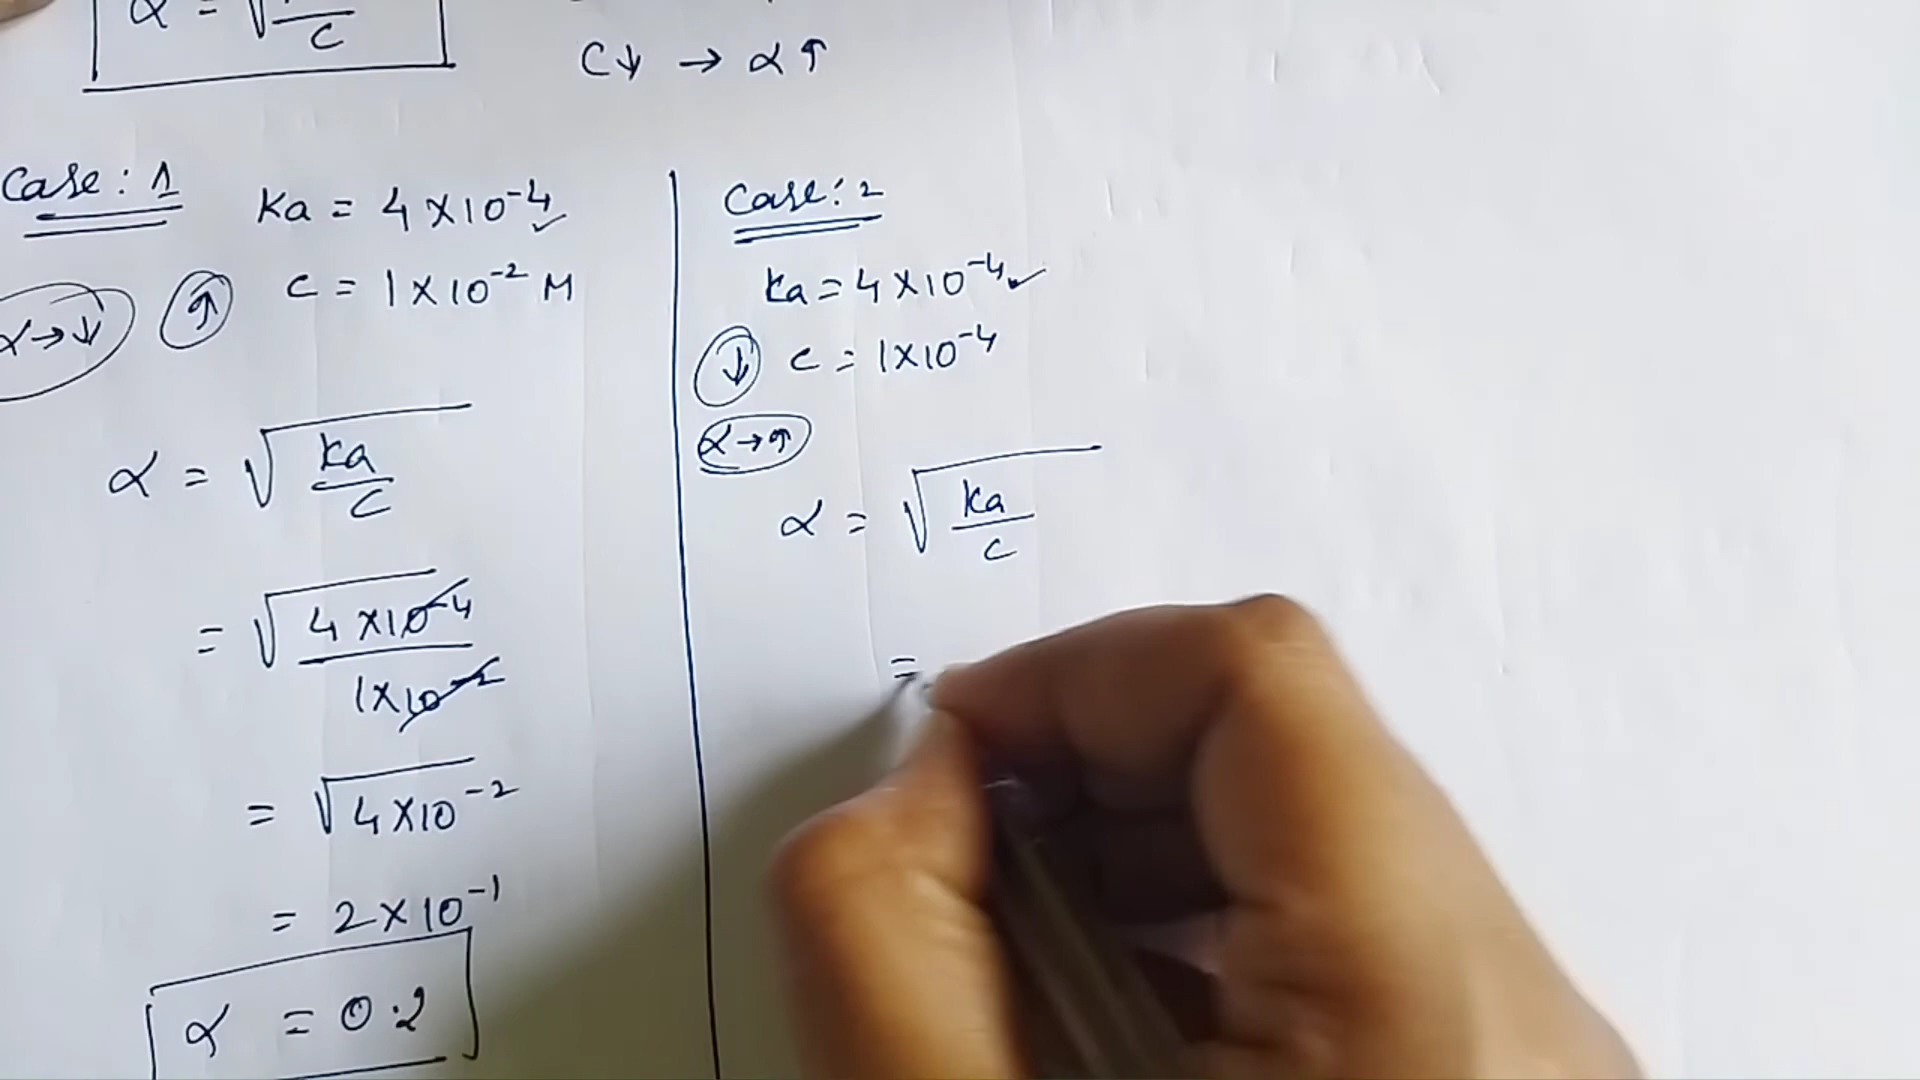 α = √ C
C↓ → α↑
Case: 1
Ka = 4 × 10⁻⁴ ✓
C = 1 × 10⁻² M
↑
α → ↓
α = √(Ka/C)
= √(4 × 10⁻⁴ / 1 × 10⁻²)
= √4 × 10⁻²
= 2 × 10⁻¹
α = 0.2
Case: 2
Ka = 4 × 10⁻⁴ ✓
↓ C = 1 × 10⁻⁴
α → ↑
α = √(Ka/C)
=